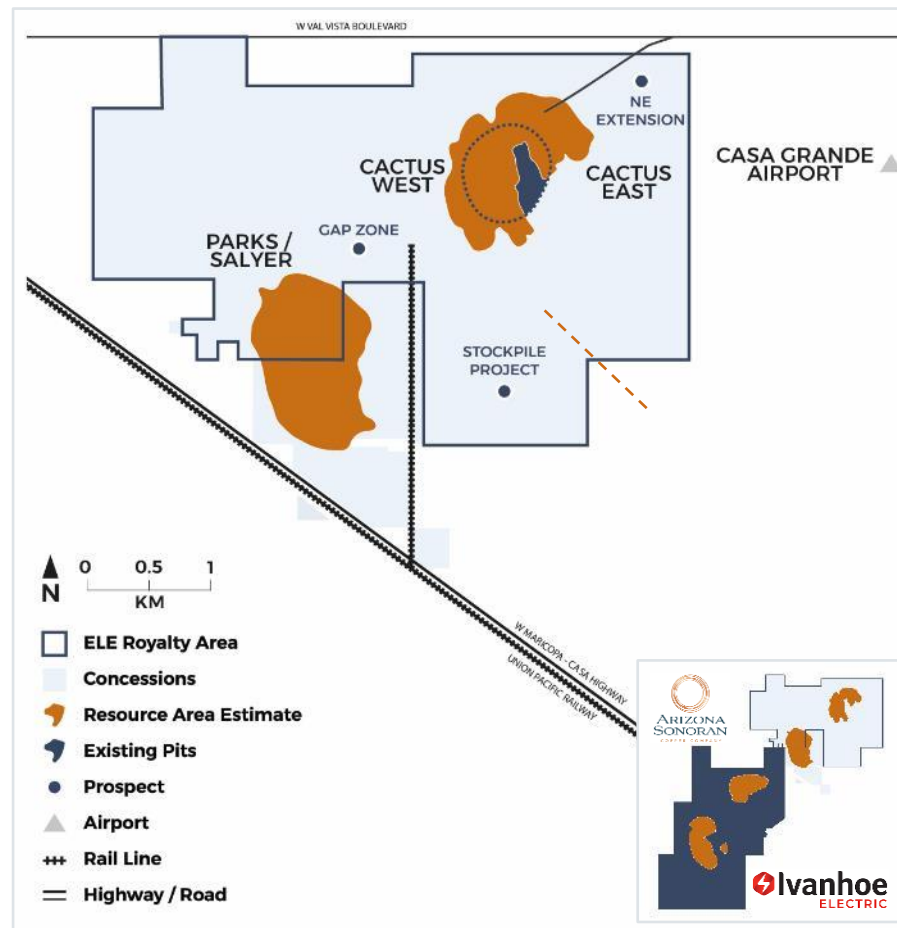 W VAL VISTA BOULEVARD
NE
EXTENSION
CASA GRANDE
AIRPORT
CACTUS
WEST
CACTUS
EAST
GAP ZONE
PARKS /
SALYER
STOCKPILE
PROJECT
N
0 0.5 1
KM
W MARICOPA - CASA HIGHWAY
UNION PACIFIC RAILWAY
ELE Royalty Area
Concessions
Resource Area Estimate
Existing Pits
Prospect
Airport
Rail Line
Highway / Road
ARIZONA
SONORAN
COPPER COMPANY
Ivanhoe
ELECTRIC